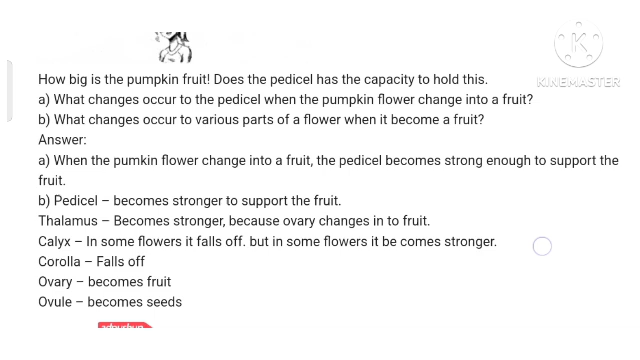 KINEMASTER
How big is the pumpkin fruit! Does the pedicel has the capacity to hold this.
a) What changes occur to the pedicel when the pumpkin flower change into a fruit?
b) What changes occur to various parts of a flower when it become a fruit?
Answer:
a) When the pumkin flower change into a fruit, the pedicel becomes strong enough to support the
fruit.
b) Pedicel – becomes stronger to support the fruit.
Thalamus – Becomes stronger, because ovary changes in to fruit.
Calyx – In some flowers it falls off. but in some flowers it be comes stronger.
Corolla – Falls off
Ovary – becomes fruit
Ovule – becomes seeds